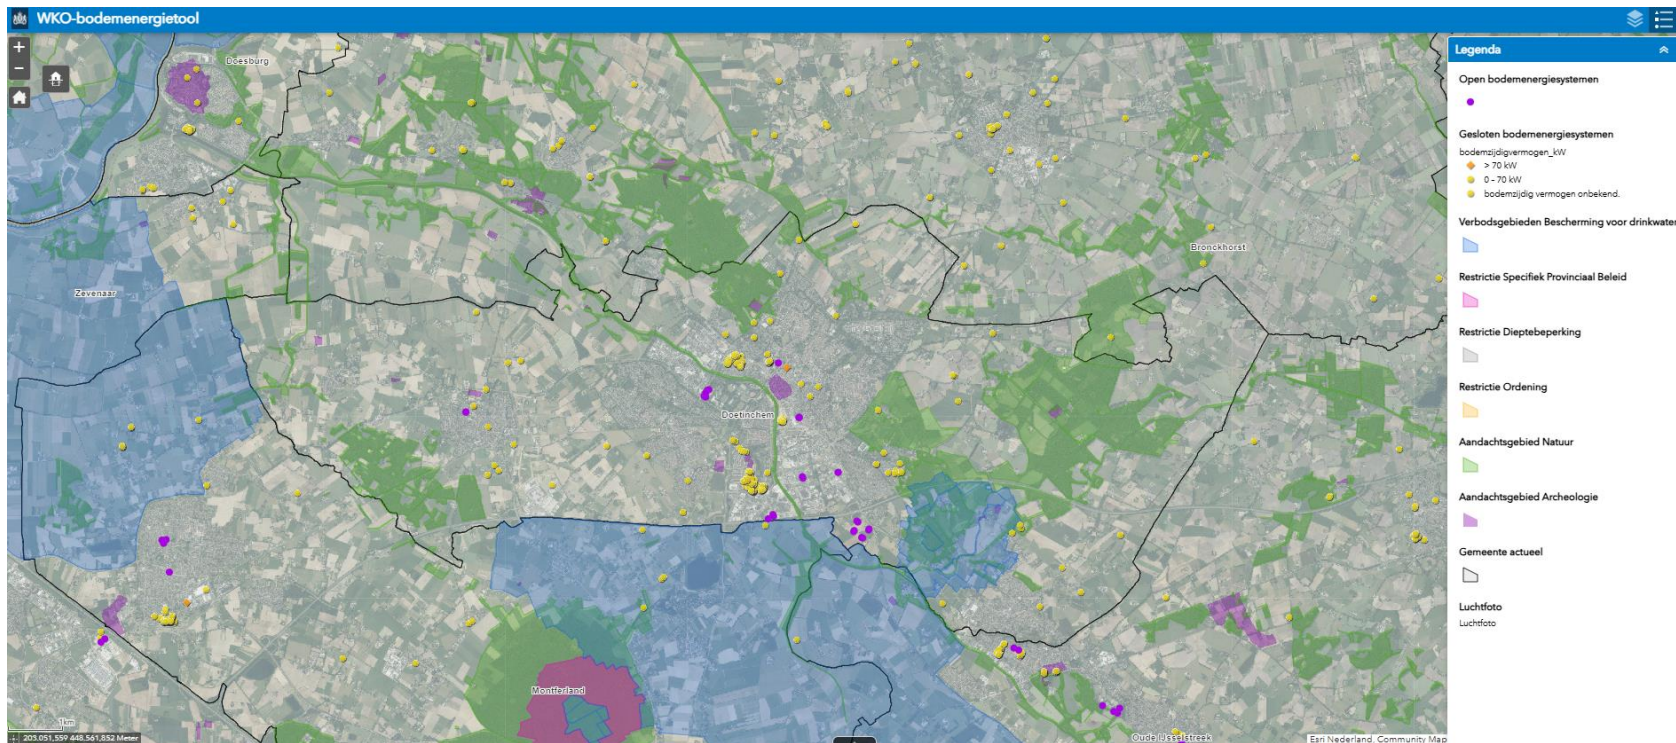 WKO-bodemenergietool
Legenda
Open bodemenergiesystemen
Gesloten bodemenergiesystemen
bodemzijdigvermogen_kW
> 70 kW
0 - 70 kW
bodemzijdig vermogen onbekend.
Verbodsgebieden Bescherming voor drinkwater
Restrictie Specifiek Provinciaal Beleid
Restrictie Dieptebeperking
Restrictie Ordening
Aandachtsgebied Natuur
Aandachtsgebied Archeologie
Gemeente actueel
Luchtfoto
Luchtfoto
Doesburg
Bronckhorst
Zevenaar
Doetinchem
Montferland
Oude IJsselstreek
1km
203.051,559 448.561,852 Meter
Esri Nederland, Community Map